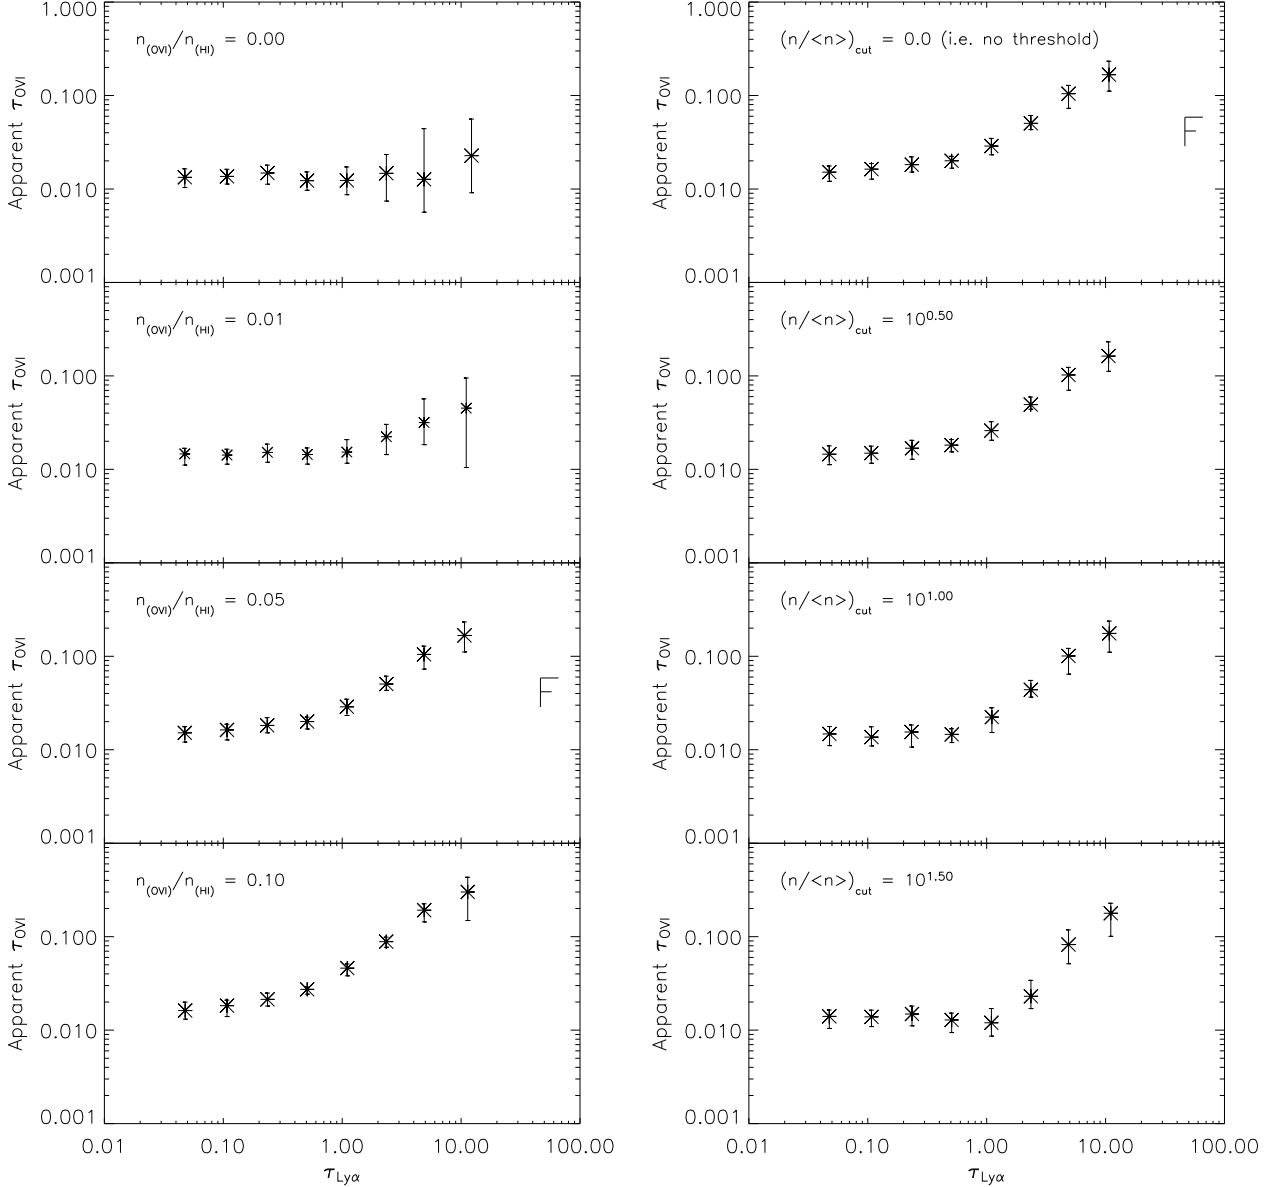 n(OVI)/n(HI) = 0.00
1.000
0.100
0.010
0.001
Apparent τOVI
n(OVI)/n(HI) = 0.01
0.100
0.010
0.001
Apparent τOVI
n(OVI)/n(HI) = 0.05
F
0.100
0.010
0.001
Apparent τOVI
n(OVI)/n(HI) = 0.10
0.100
0.010
0.001
Apparent τOVI
0.01 0.10 1.00 10.00 100.00
τLyα
(n/<n>)cut = 0.0 (i.e. no threshold)
F
1.000
0.100
0.010
0.001
Apparent τOVI
(n/<n>)cut = 10^0.50
0.100
0.010
0.001
Apparent τOVI
(n/<n>)cut = 10^1.00
0.100
0.010
0.001
Apparent τOVI
(n/<n>)cut = 10^1.50
0.100
0.010
0.001
Apparent τOVI
0.01 0.10 1.00 10.00 100.00
τLyα